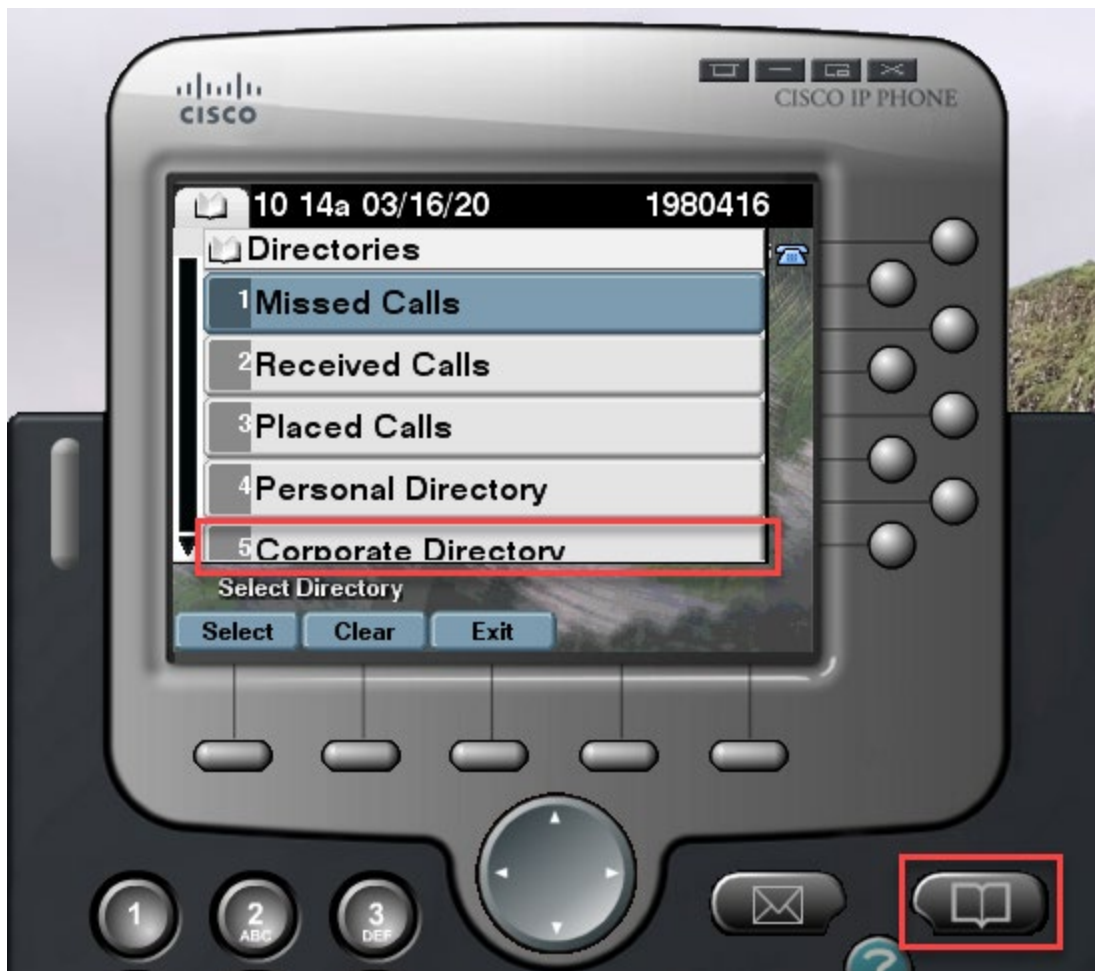 CISCO
CISCO IP PHONE
10 14a 03/16/20 1980416
Directories
1 Missed Calls
2 Received Calls
3 Placed Calls
4 Personal Directory
5 Corporate Directory
Select Directory
Select Clear Exit
1 2 ABC 3 DEF
?